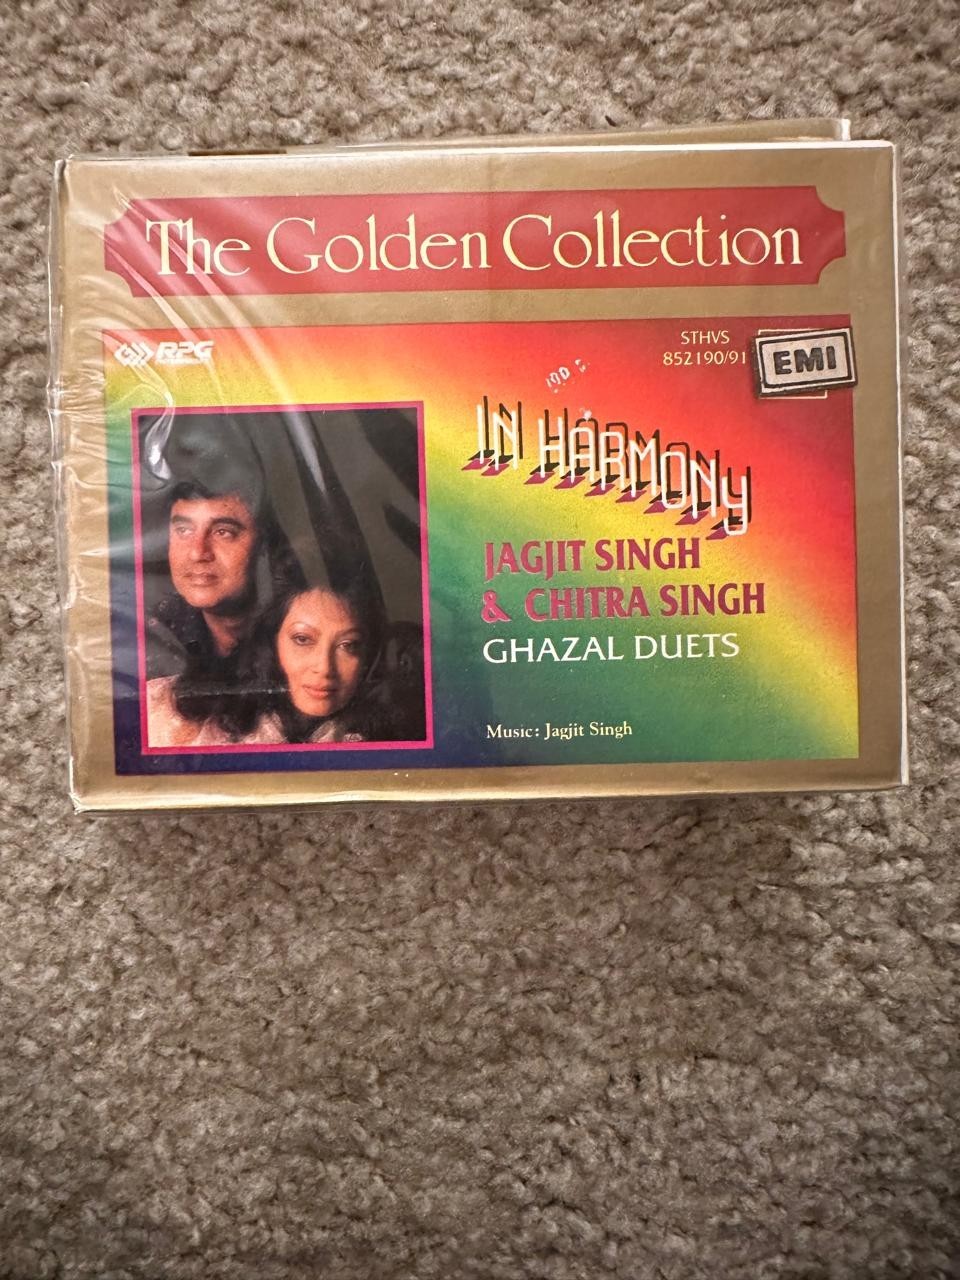 The Golden Collection
RPG
STHVS
852190/91
EMI
IN HARMONY
JAGJIT SINGH
& CHITRA SINGH
GHAZAL DUETS
Music: Jagjit Singh